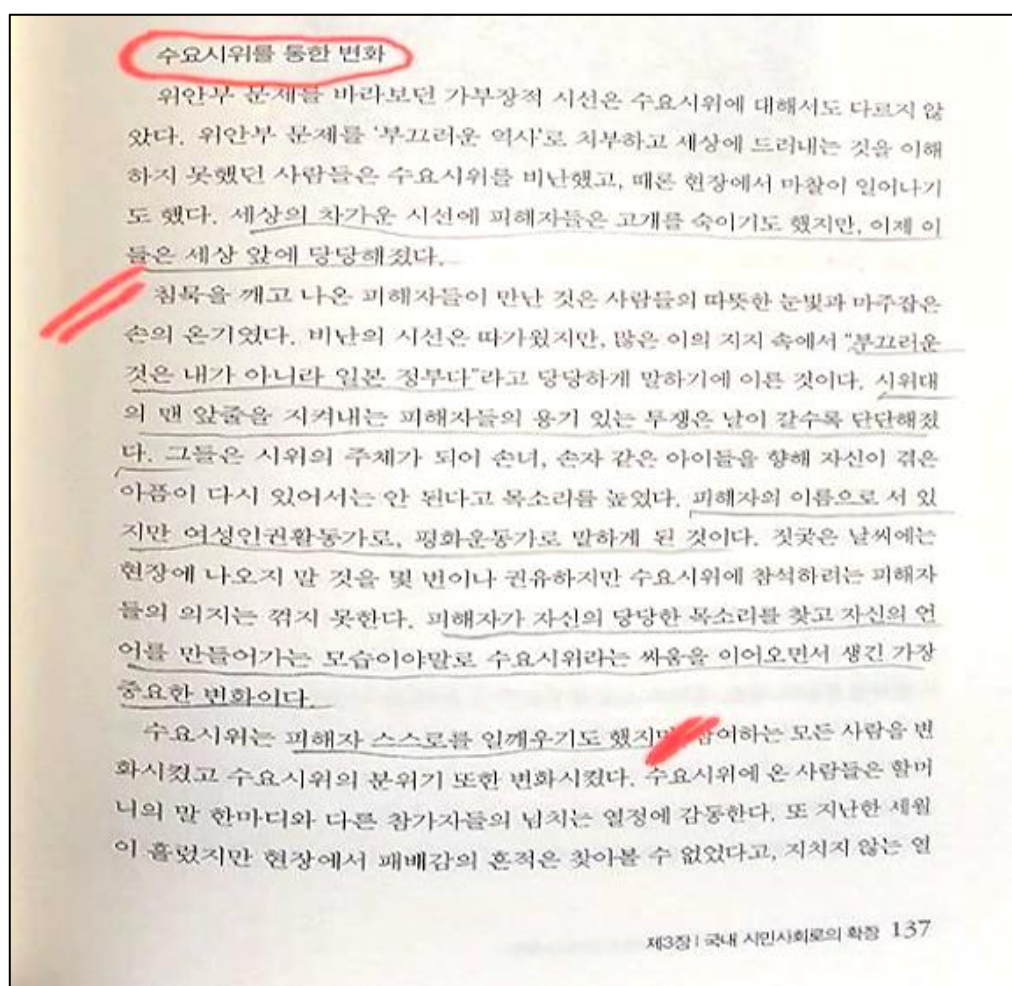 수요시위를 통한 변화
위안부 문제를 바라보던 가부장적 시선은 수요시위에 대해서도 다르지 않
았다. 위안부 문제를 '부끄러운 역사'로 치부하고 세상에 드러내는 것을 이해
하지 못했던 사람들은 수요시위를 비난했고, 때론 현장에서 마찰이 일어나기
도 했다. 세상의 차가운 시선에 피해자들은 고개를 숙이기도 했지만, 이제 이
들은 세상 앞에 당당해졌다.
침묵을 깨고 나온 피해자들이 만난 것은 사람들의 따뜻한 눈빛과 마주잡은
손의 온기였다. 비난의 시선은 따가웠지만, 많은 이의 지지 속에서 "부끄러운
것은 내가 아니라 일본 정부다"라고 당당하게 말하기에 이른 것이다. 시위대
의 맨 앞줄을 지켜내는 피해자들의 용기 있는 투쟁은 날이 갈수록 단단해졌
다. 그들은 시위의 주체가 되어 손녀, 손자 같은 아이들을 향해 자신이 겪은
아픔이 다시 있어서는 안 된다고 목소리를 높였다. 피해자의 이름으로 서 있
지만 여성인권활동가로, 평화운동가로 말하게 된 것이다. 짓궂은 날씨에는
현장에 나오지 말 것을 몇 번이나 권유하지만 수요시위에 참석하려는 피해자
들의 의지는 꺾지 못한다. 피해자가 자신의 당당한 목소리를 찾고 자신의 언
어를 만들어가는 모습이야말로 수요시위라는 싸움을 이어오면서 생긴 가장
중요한 변화이다.
수요시위는 피해자 스스로를 일깨우기도 했지만 참여하는 모든 사람을 변
화시켰고 수요시위의 분위기 또한 변화시켰다. 수요시위에 온 사람들은 할머
니의 말 한마디와 다른 참가자들의 넘치는 열정에 감동한다. 또 지난한 세월
이 흘렀지만 현장에서 패배감의 흔적은 찾아볼 수 없었다고, 지치지 않는 열
제3장 | 국내 시민사회로의 확장 137